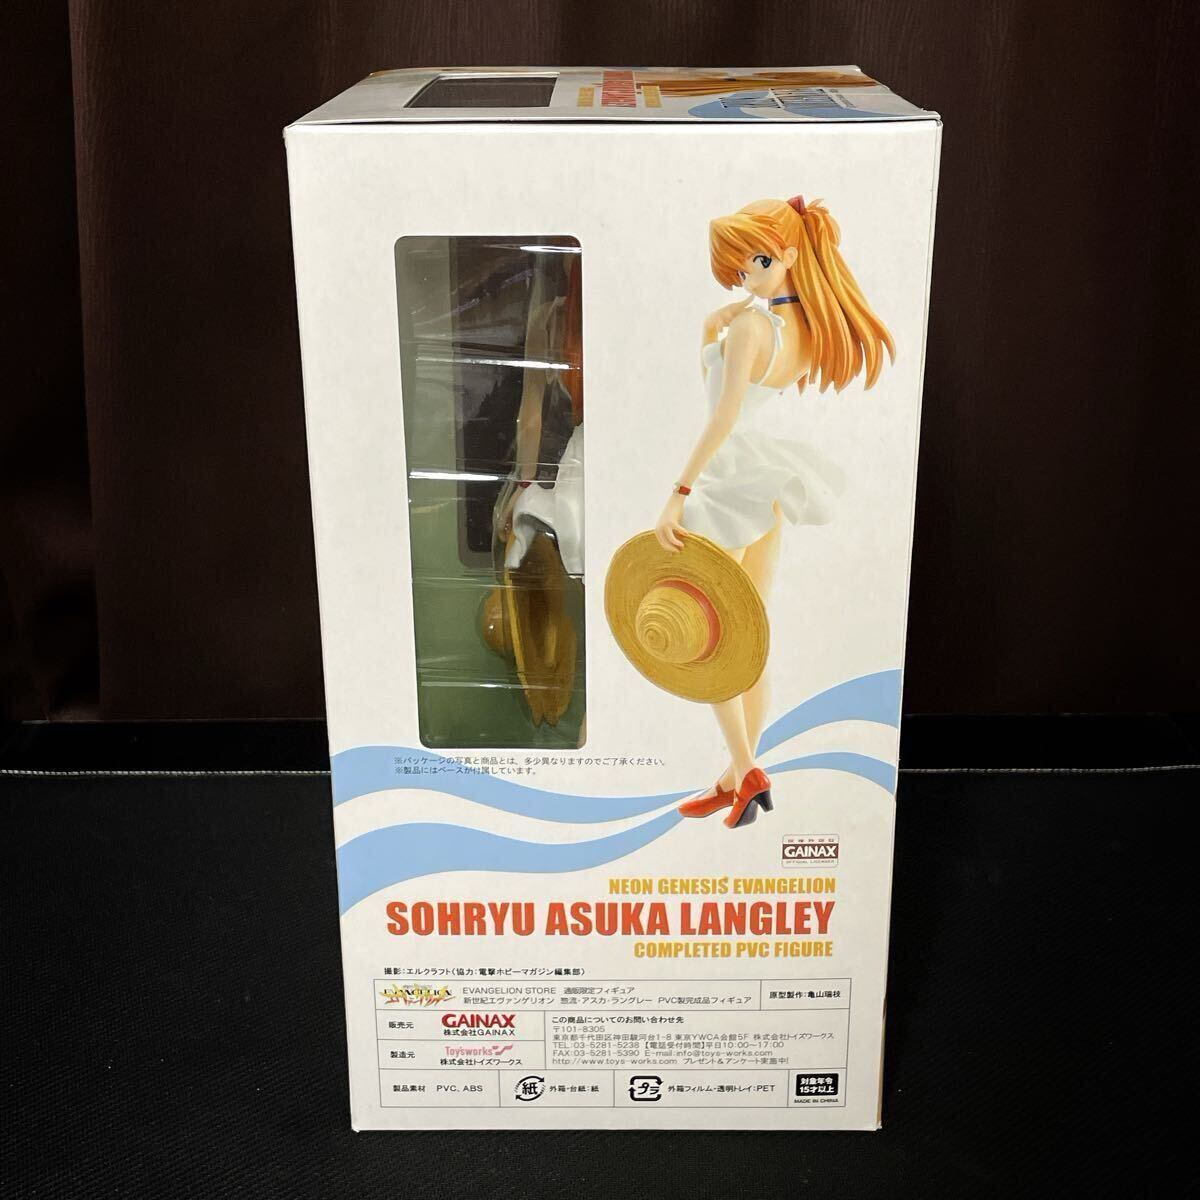 ※パッケージの写真と商品とは、多少異なりますのでご了承ください。
※製品にはベースが付属しています。
GAINAX
OFFICIAL LICENSED
NEON GENESIS EVANGELION
SOHRYU ASUKA LANGLEY
COMPLETED PVC FIGURE
撮影:エルクラフト(協力:電撃ホビーマガジン編集部)
EVANGELION
EVANGELION STORE 通販限定フィギュア
新世紀エヴァンゲリオン 惣流・アスカ・ラングレー PVC製完成品フィギュア
原型製作:亀山瑞枝
販売元
GAINAX
株式会社GAINAX
製造元
Toysworks
株式会社トイズワークス
この商品についてのお問い合わせ先
〒101-8305
東京都千代田区神田駿河台1-8 東京YWCA会館5F 株式会社トイズワークス
TEL:03-5281-5238【電話受付時間】平日10:00〜17:00
FAX:03-5281-5390 E-mail:info@toys-works.com
http://www.toys-works.com プレゼント&アンケート実施中!
製品素材 PVC、ABS
紙
外箱・台紙:紙
プラ
外箱フィルム・透明トレイ:PET
対象年令
15才以上
MADE IN CHINA